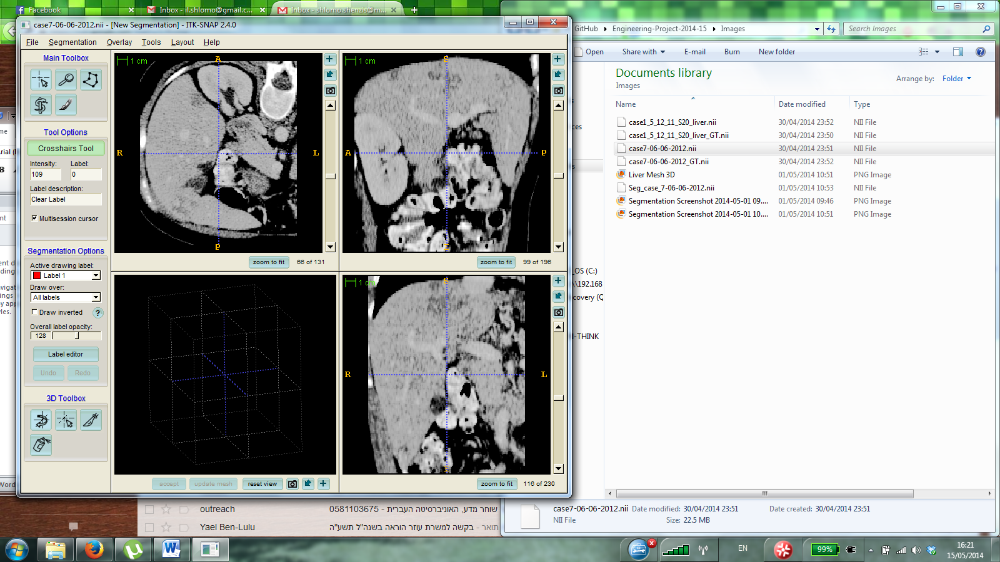 Facebook
Inbox - il.shlomo@gmail.c...
Inbox - shlomo.shenzis@m...
case7-06-06-2012.nii - [New Segmentation] - ITK-SNAP 2.4.0
File Segmentation Overlay Tools Layout Help
Main Toolbox
Tool Options
Crosshairs Tool
Intensity: Label:
109 0
Label description:
Clear Label
Multisession cursor
Segmentation Options
Active drawing label:
Label 1
Draw over:
All labels
Draw inverted ?
Overall label opacity:
128
Label editor
Undo Redo
3D Toolbox
1 cm
A
R L
P
zoom to fit 66 of 131
1 cm
S
A P
zoom to fit 99 of 196
accept update mesh reset view
1 c
S
R L
I
zoom to fit 116 of 230
GitHub Engineering-Project-2014-15 Images
Search Images
Open Share with E-mail Burn New folder
Documents library
Images
Arrange by: Folder
Name Date modified Type
case1_5_12_11_S20_liver.nii 30/04/2014 23:52 NII File
case1_5_12_11_S20_liver_GT.nii 30/04/2014 23:50 NII File
case7-06-06-2012.nii 30/04/2014 23:51 NII File
case7-06-06-2012_GT.nii 30/04/2014 23:52 NII File
Liver Mesh 3D 01/05/2014 10:51 PNG Image
Seg_case_7-06-06-2012.nii 01/05/2014 10:53 NII File
Segmentation Screenshot 2014-05-01 09.... 01/05/2014 09:46 PNG Image
Segmentation Screenshot 2014-05-01 10.... 01/05/2014 10:51 PNG Image
_OS (C:)
\\192.168
covery (Q
I-THINK
case7-06-06-2012.nii Date modified: 30/04/2014 23:51 Date created: 30/04/2014 23:51
NII File Size: 22.5 MB
outreach שוחר מדע, האוניברסיטה העברית - 0581103675
Yael Ben-Lulu תואר - בקשה למשרת עוזר הוראה בשנה"ל תשע"ה
EN
99%
16:21
15/05/2014